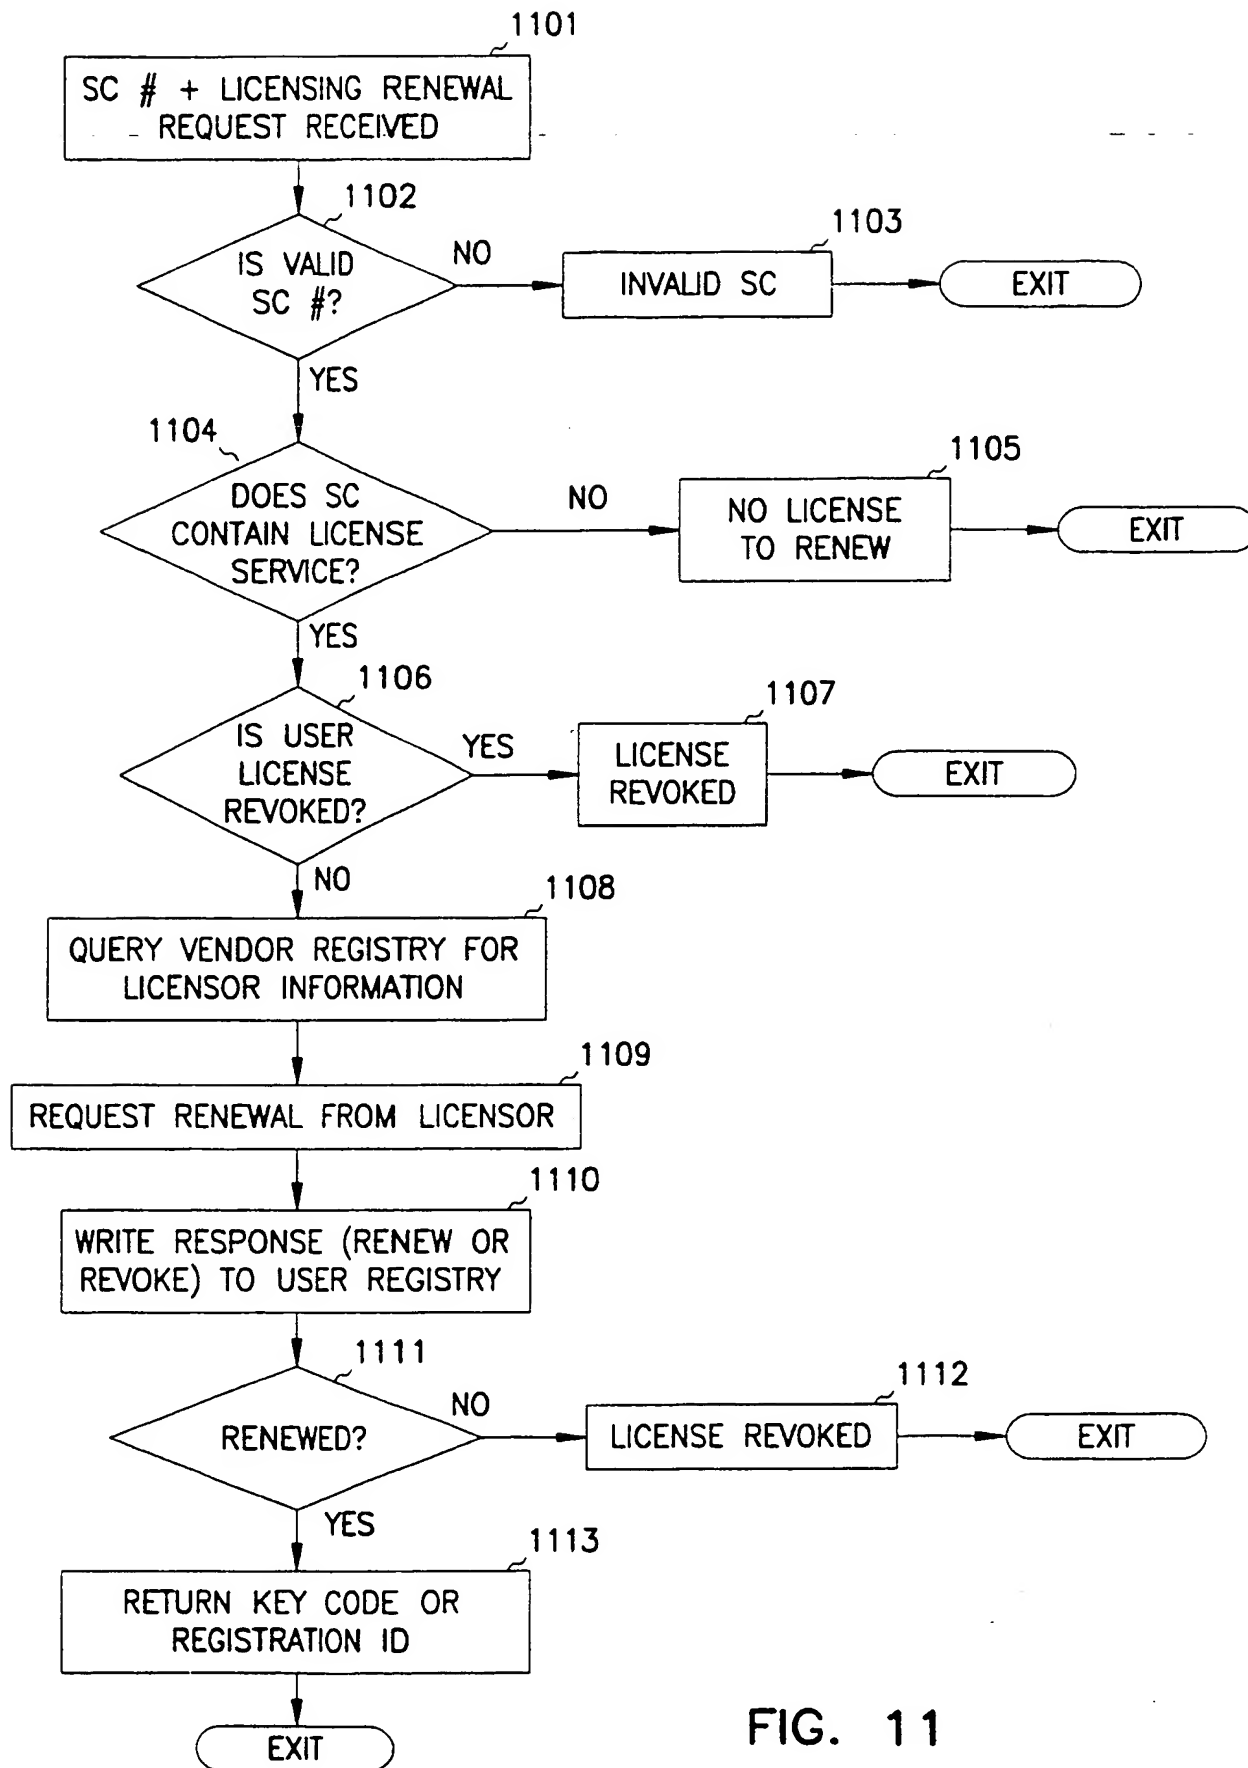 1101
SC # + LICENSING RENEWAL
REQUEST RECEIVED
1102
IS VALID
SC #?
NO
1103
INVALID SC
EXIT
YES
1104
DOES SC
CONTAIN LICENSE
SERVICE?
NO
1105
NO LICENSE
TO RENEW
EXIT
YES
1106
IS USER
LICENSE
REVOKED?
YES
1107
LICENSE
REVOKED
EXIT
NO
1108
QUERY VENDOR REGISTRY FOR
LICENSOR INFORMATION
1109
REQUEST RENEWAL FROM LICENSOR
1110
WRITE RESPONSE (RENEW OR
REVOKE) TO USER REGISTRY
1111
RENEWED?
NO
1112
LICENSE REVOKED
EXIT
YES
1113
RETURN KEY CODE OR
REGISTRATION ID
EXIT
FIG. 11